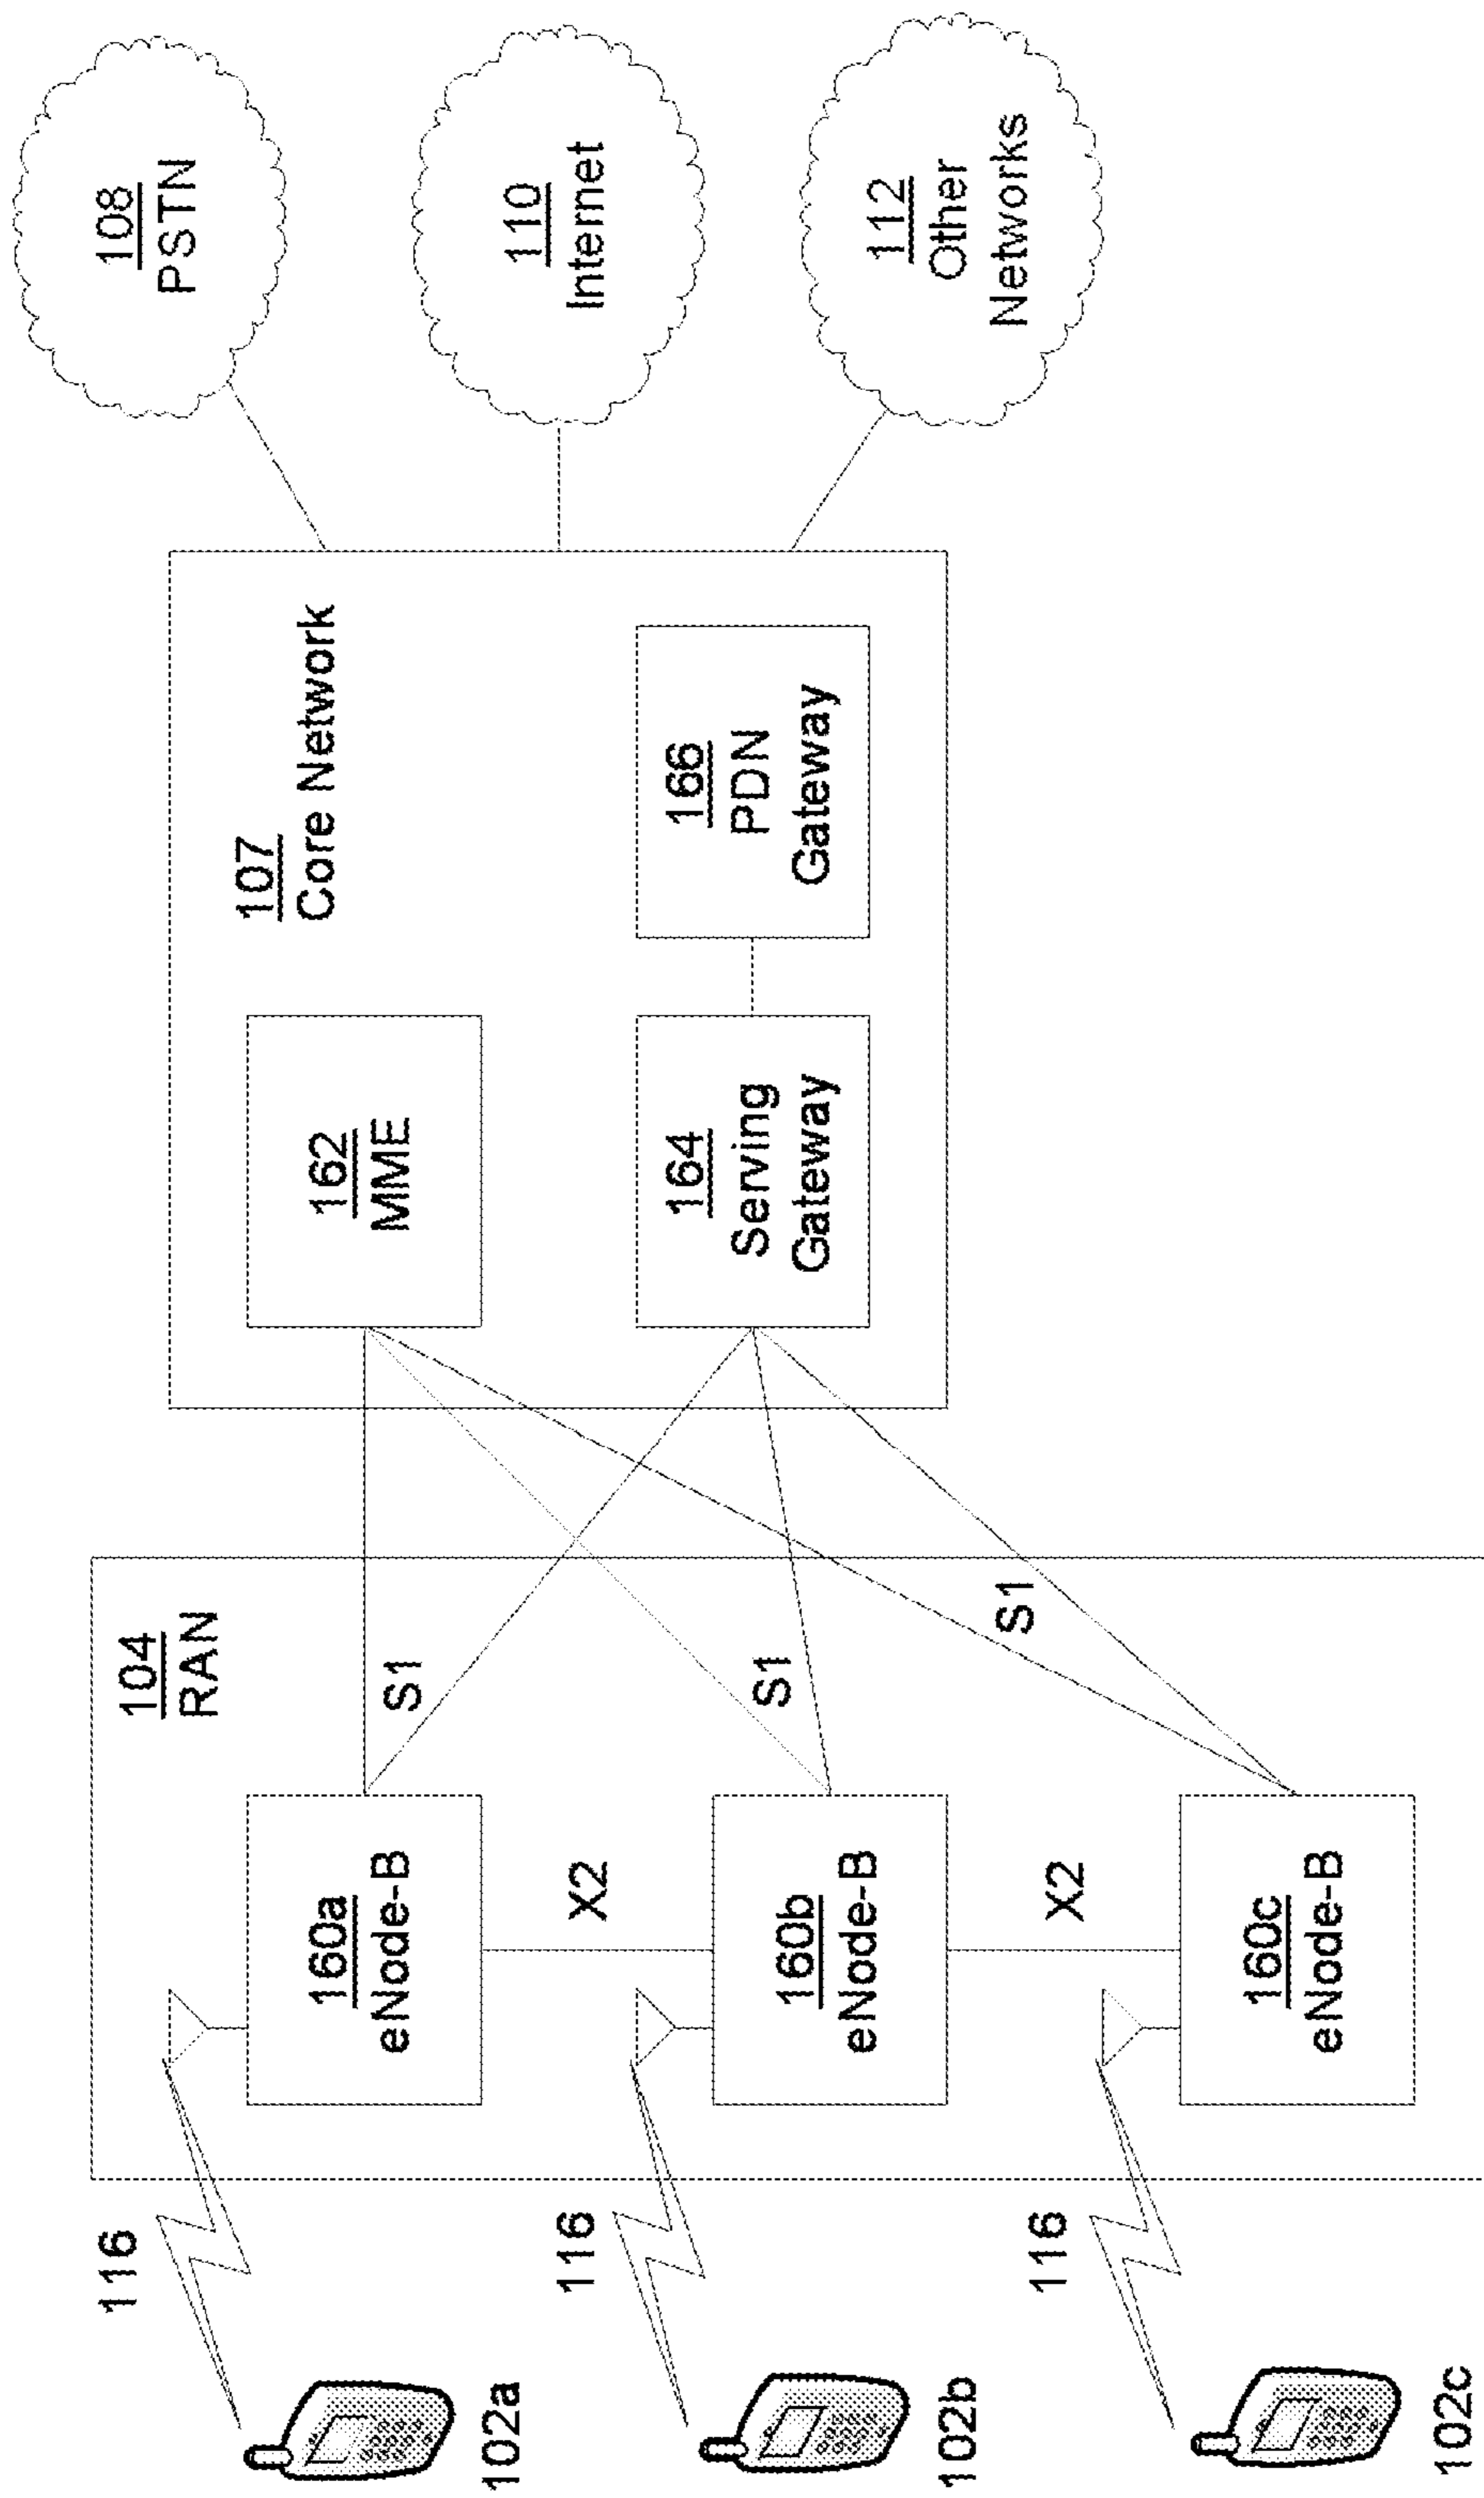 102a
116
160a
eNode-B
104
RAN
S1
X2
102b
116
160b
eNode-B
S1
X2
102c
116
160c
eNode-B
S1
107
Core Network
162
MME
164
Serving
Gateway
166
PDN
Gateway
108
PSTN
110
Internet
112
Other
Networks